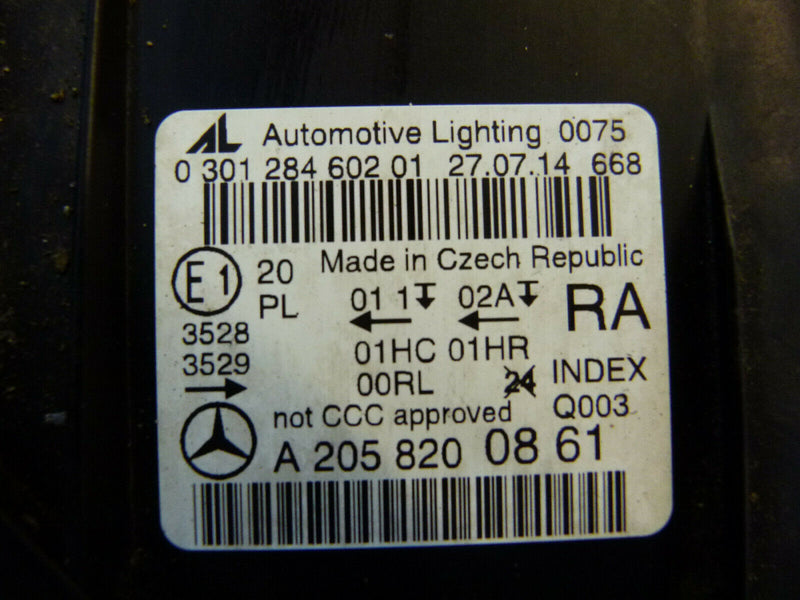 AL Automotive Lighting 0075
0 301 284 602 01 27.07.14 668
E1 20 PL Made in Czech Republic
01 1 02A RA
3528 01HC 01HR
3529 00RL 24 INDEX
not CCC approved Q003
A 205 820 08 61